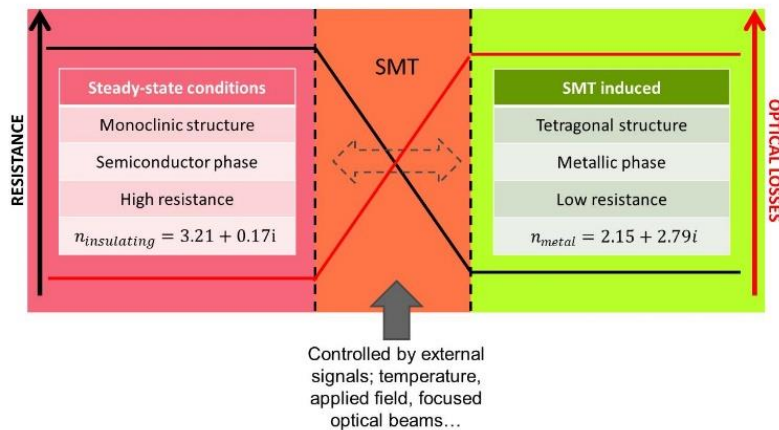 RESISTANCE
Steady-state conditions
Monoclinic structure
Semiconductor phase
High resistance
n_insulating = 3.21 + 0.17i
SMT
SMT induced
Tetragonal structure
Metallic phase
Low resistance
n_metal = 2.15 + 2.79i
OPTICAL LOSSES
Controlled by external
signals; temperature,
applied field, focused
optical beams…